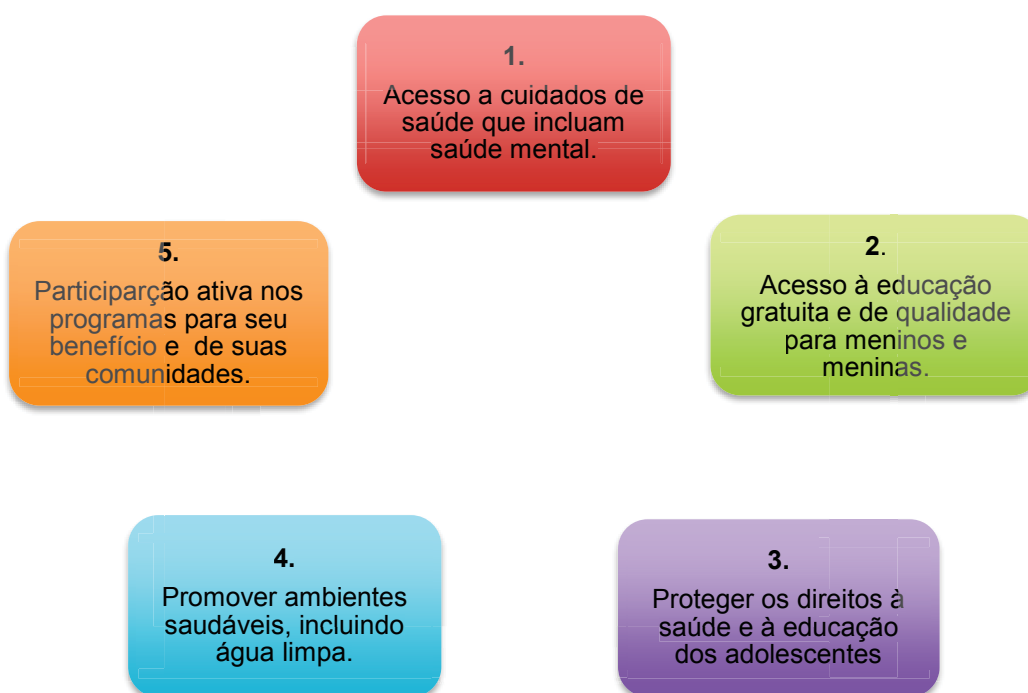 1.
Acesso a cuidados de
saúde que incluam
saúde mental.
2.
Acesso à educação
gratuita e de qualidade
para meninos e
meninas.
3.
Proteger os direitos à
saúde e à educação
dos adolescentes
4.
Promover ambientes
saudáveis, incluindo
água limpa.
5.
Participarção ativa nos
programas para seu
benefício e  de suas
comunidades.